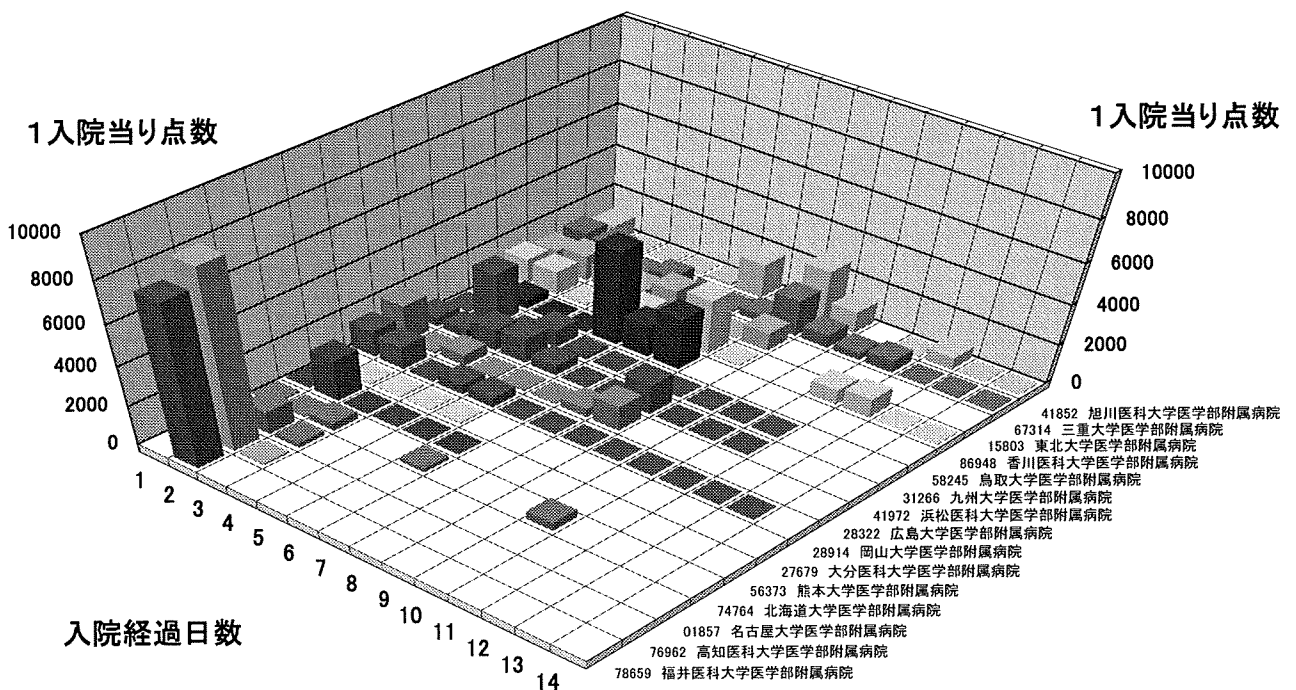 1入院当り点数
10000
8000
6000
4000
2000
0
1入院当り点数
10000
8000
6000
4000
2000
0
1
2
3
4
5
6
7
8
9
10
11
12
13
14
入院経過日数
41852 旭川医科大学医学部附属病院
67314 三重大学医学部附属病院
15803 東北大学医学部附属病院
86948 香川医科大学医学部附属病院
58245 鳥取大学医学部附属病院
31266 九州大学医学部附属病院
41972 浜松医科大学医学部附属病院
28322 広島大学医学部附属病院
28914 岡山大学医学部附属病院
27679 大分医科大学医学部附属病院
56373 熊本大学医学部附属病院
74764 北海道大学医学部附属病院
01857 名古屋大学医学部附属病院
76962 高知医科大学医学部附属病院
78659 福井医科大学医学部附属病院